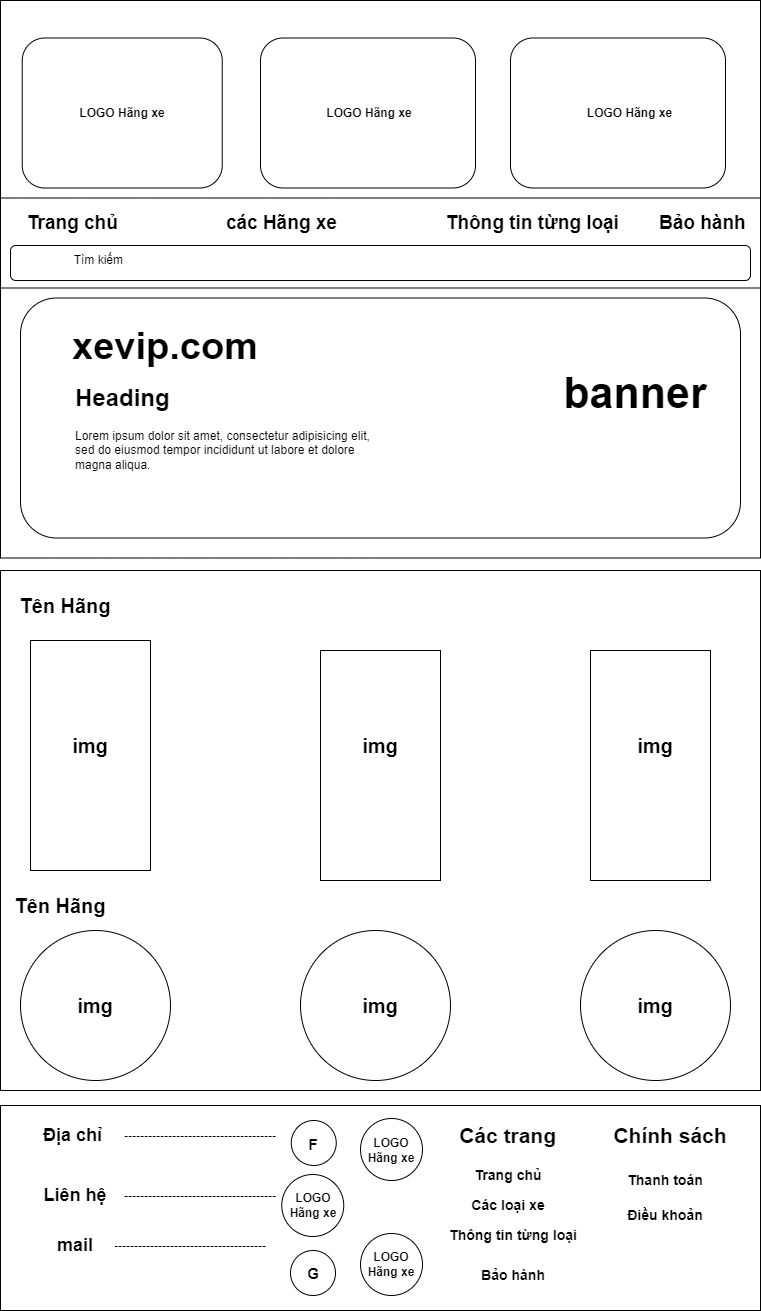 LOGO Hãng xe
LOGO Hãng xe
LOGO Hãng xe
Trang chủ
các Hãng xe
Thông tin từng loại
Bảo hành
Tìm kiếm
xevip.com
Heading
banner
Lorem ipsum dolor sit amet, consectetur adipisicing elit,
sed do eiusmod tempor incididunt ut labore et dolore
magna aliqua.
Tên Hãng
img
img
img
Tên Hãng
img
img
img
Địa chỉ
--------------------------------------
Liên hệ
--------------------------------------
mail
--------------------------------------
F
LOGO
Hãng xe
LOGO
Hãng xe
G
LOGO
Hãng xe
Các trang
Trang chủ
Các loại xe
Thông tin từng loại
Bảo hành
Chính sách
Thanh toán
Điều khoản